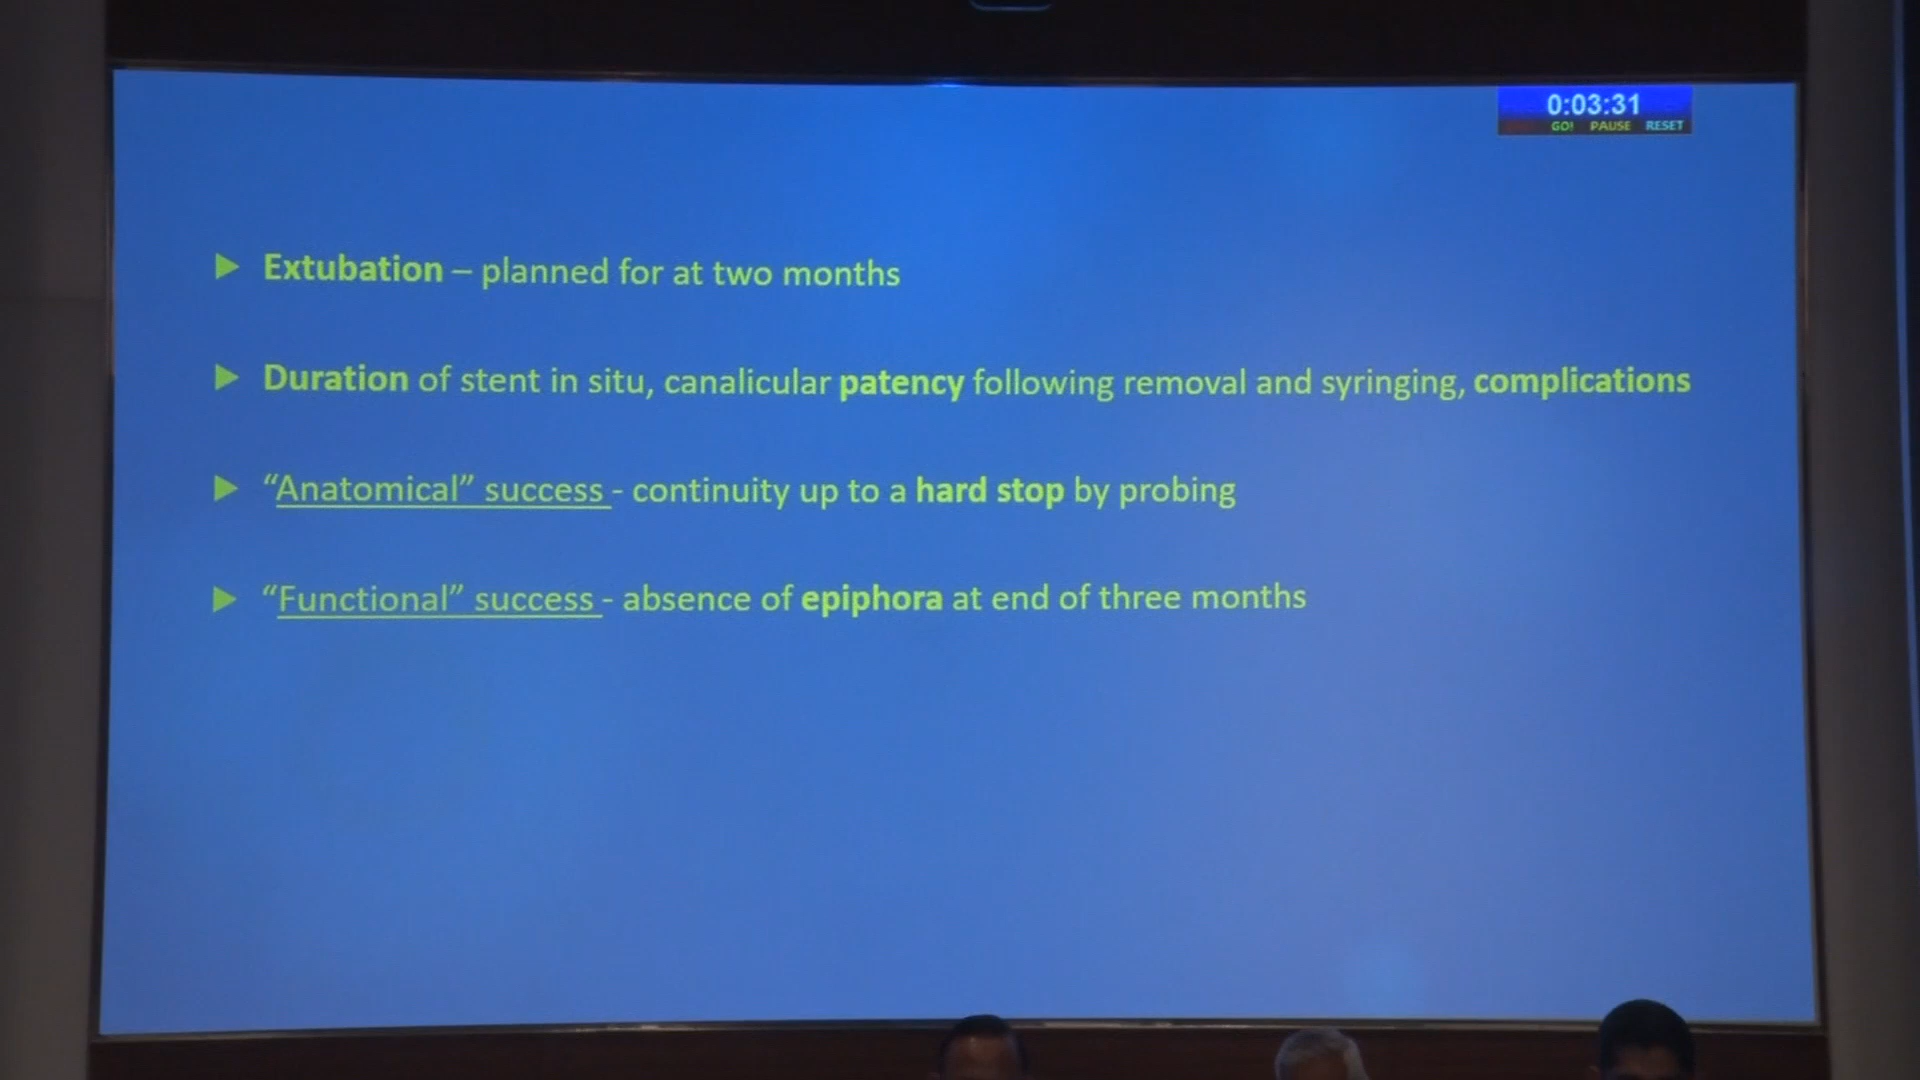 0:03:31
GO! PAUSE RESET
▶ Extubation – planned for at two months
▶ Duration of stent in situ, canalicular patency following removal and syringing, complications
▶ “Anatomical” success - continuity up to a hard stop by probing
▶ “Functional” success - absence of epiphora at end of three months